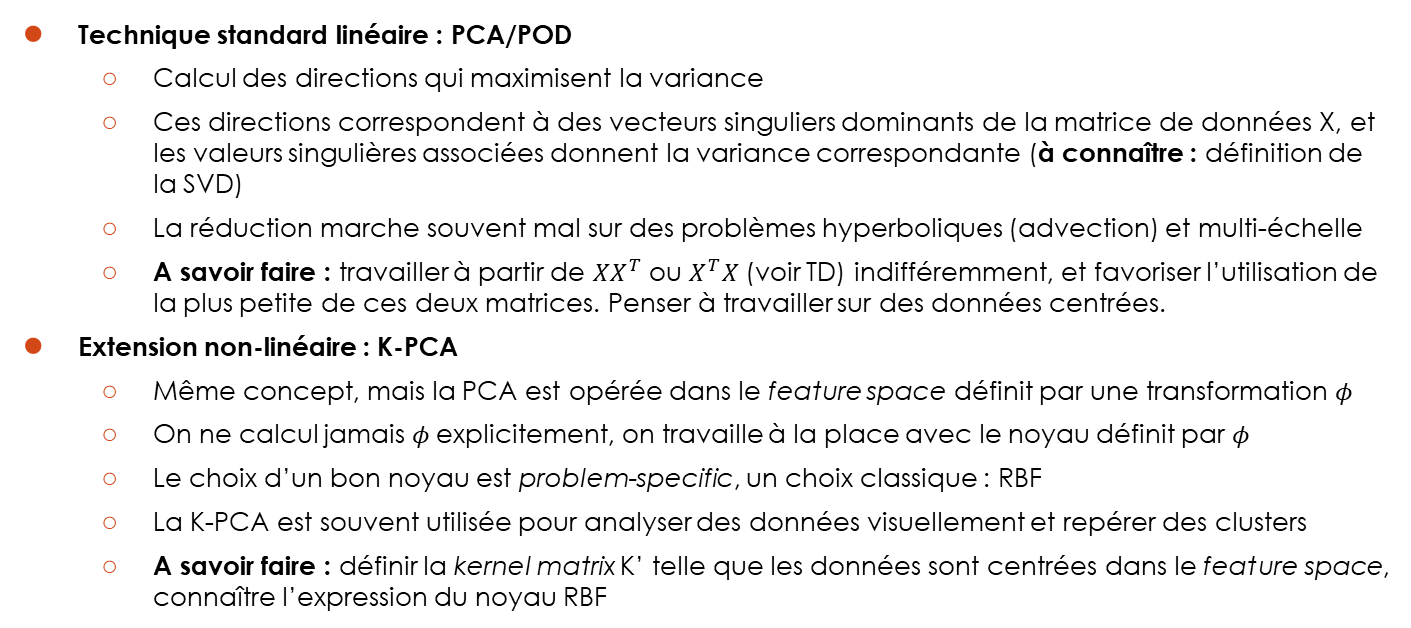 ● Technique standard linéaire : PCA/POD
○ Calcul des directions qui maximisent la variance
○ Ces directions correspondent à des vecteurs singuliers dominants de la matrice de données X, et
les valeurs singulières associées donnent la variance correspondante (à connaître : définition de
la SVD)
○ La réduction marche souvent mal sur des problèmes hyperboliques (advection) et multi-échelle
○ A savoir faire : travailler à partir de 𝑋𝑋ᵀ ou 𝑋ᵀ𝑋 (voir TD) indifféremment, et favoriser l’utilisation de
la plus petite de ces deux matrices. Penser à travailler sur des données centrées.
● Extension non-linéaire : K-PCA
○ Même concept, mais la PCA est opérée dans le feature space définit par une transformation 𝜙
○ On ne calcul jamais 𝜙 explicitement, on travaille à la place avec le noyau définit par 𝜙
○ Le choix d’un bon noyau est problem-specific, un choix classique : RBF
○ La K-PCA est souvent utilisée pour analyser des données visuellement et repérer des clusters
○ A savoir faire : définir la kernel matrix K’ telle que les données sont centrées dans le feature space,
connaître l’expression du noyau RBF